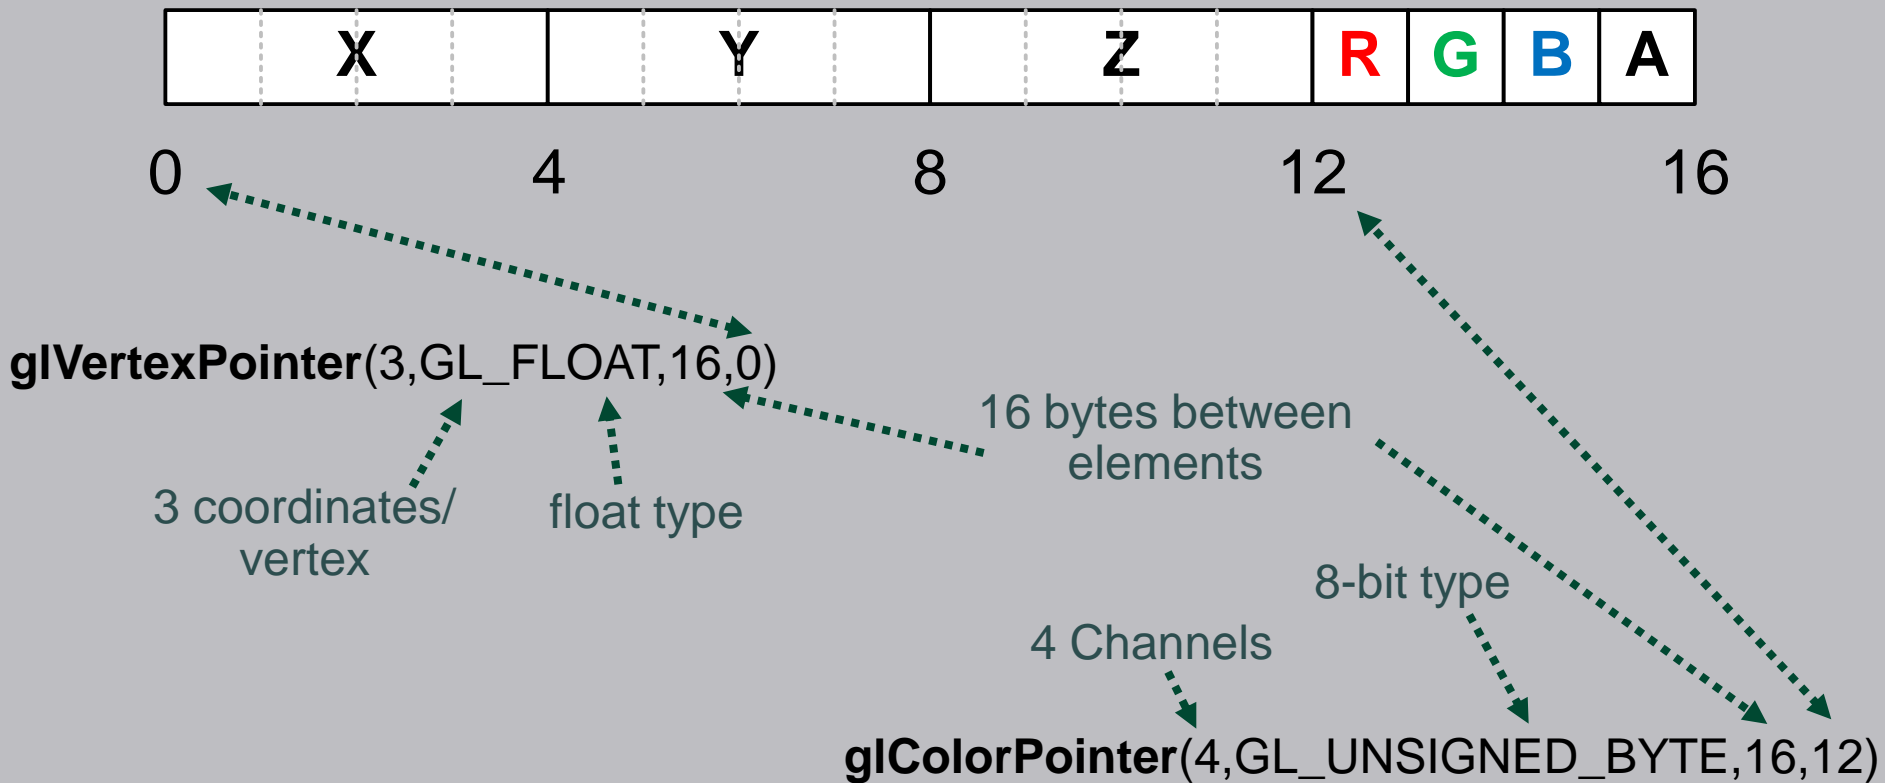 X Y Z R G B A
0 4 8 12 16
glVertexPointer(3,GL_FLOAT,16,0)
16 bytes between
elements
3 coordinates/
vertex
float type
8-bit type
4 Channels
glColorPointer(4,GL_UNSIGNED_BYTE,16,12)